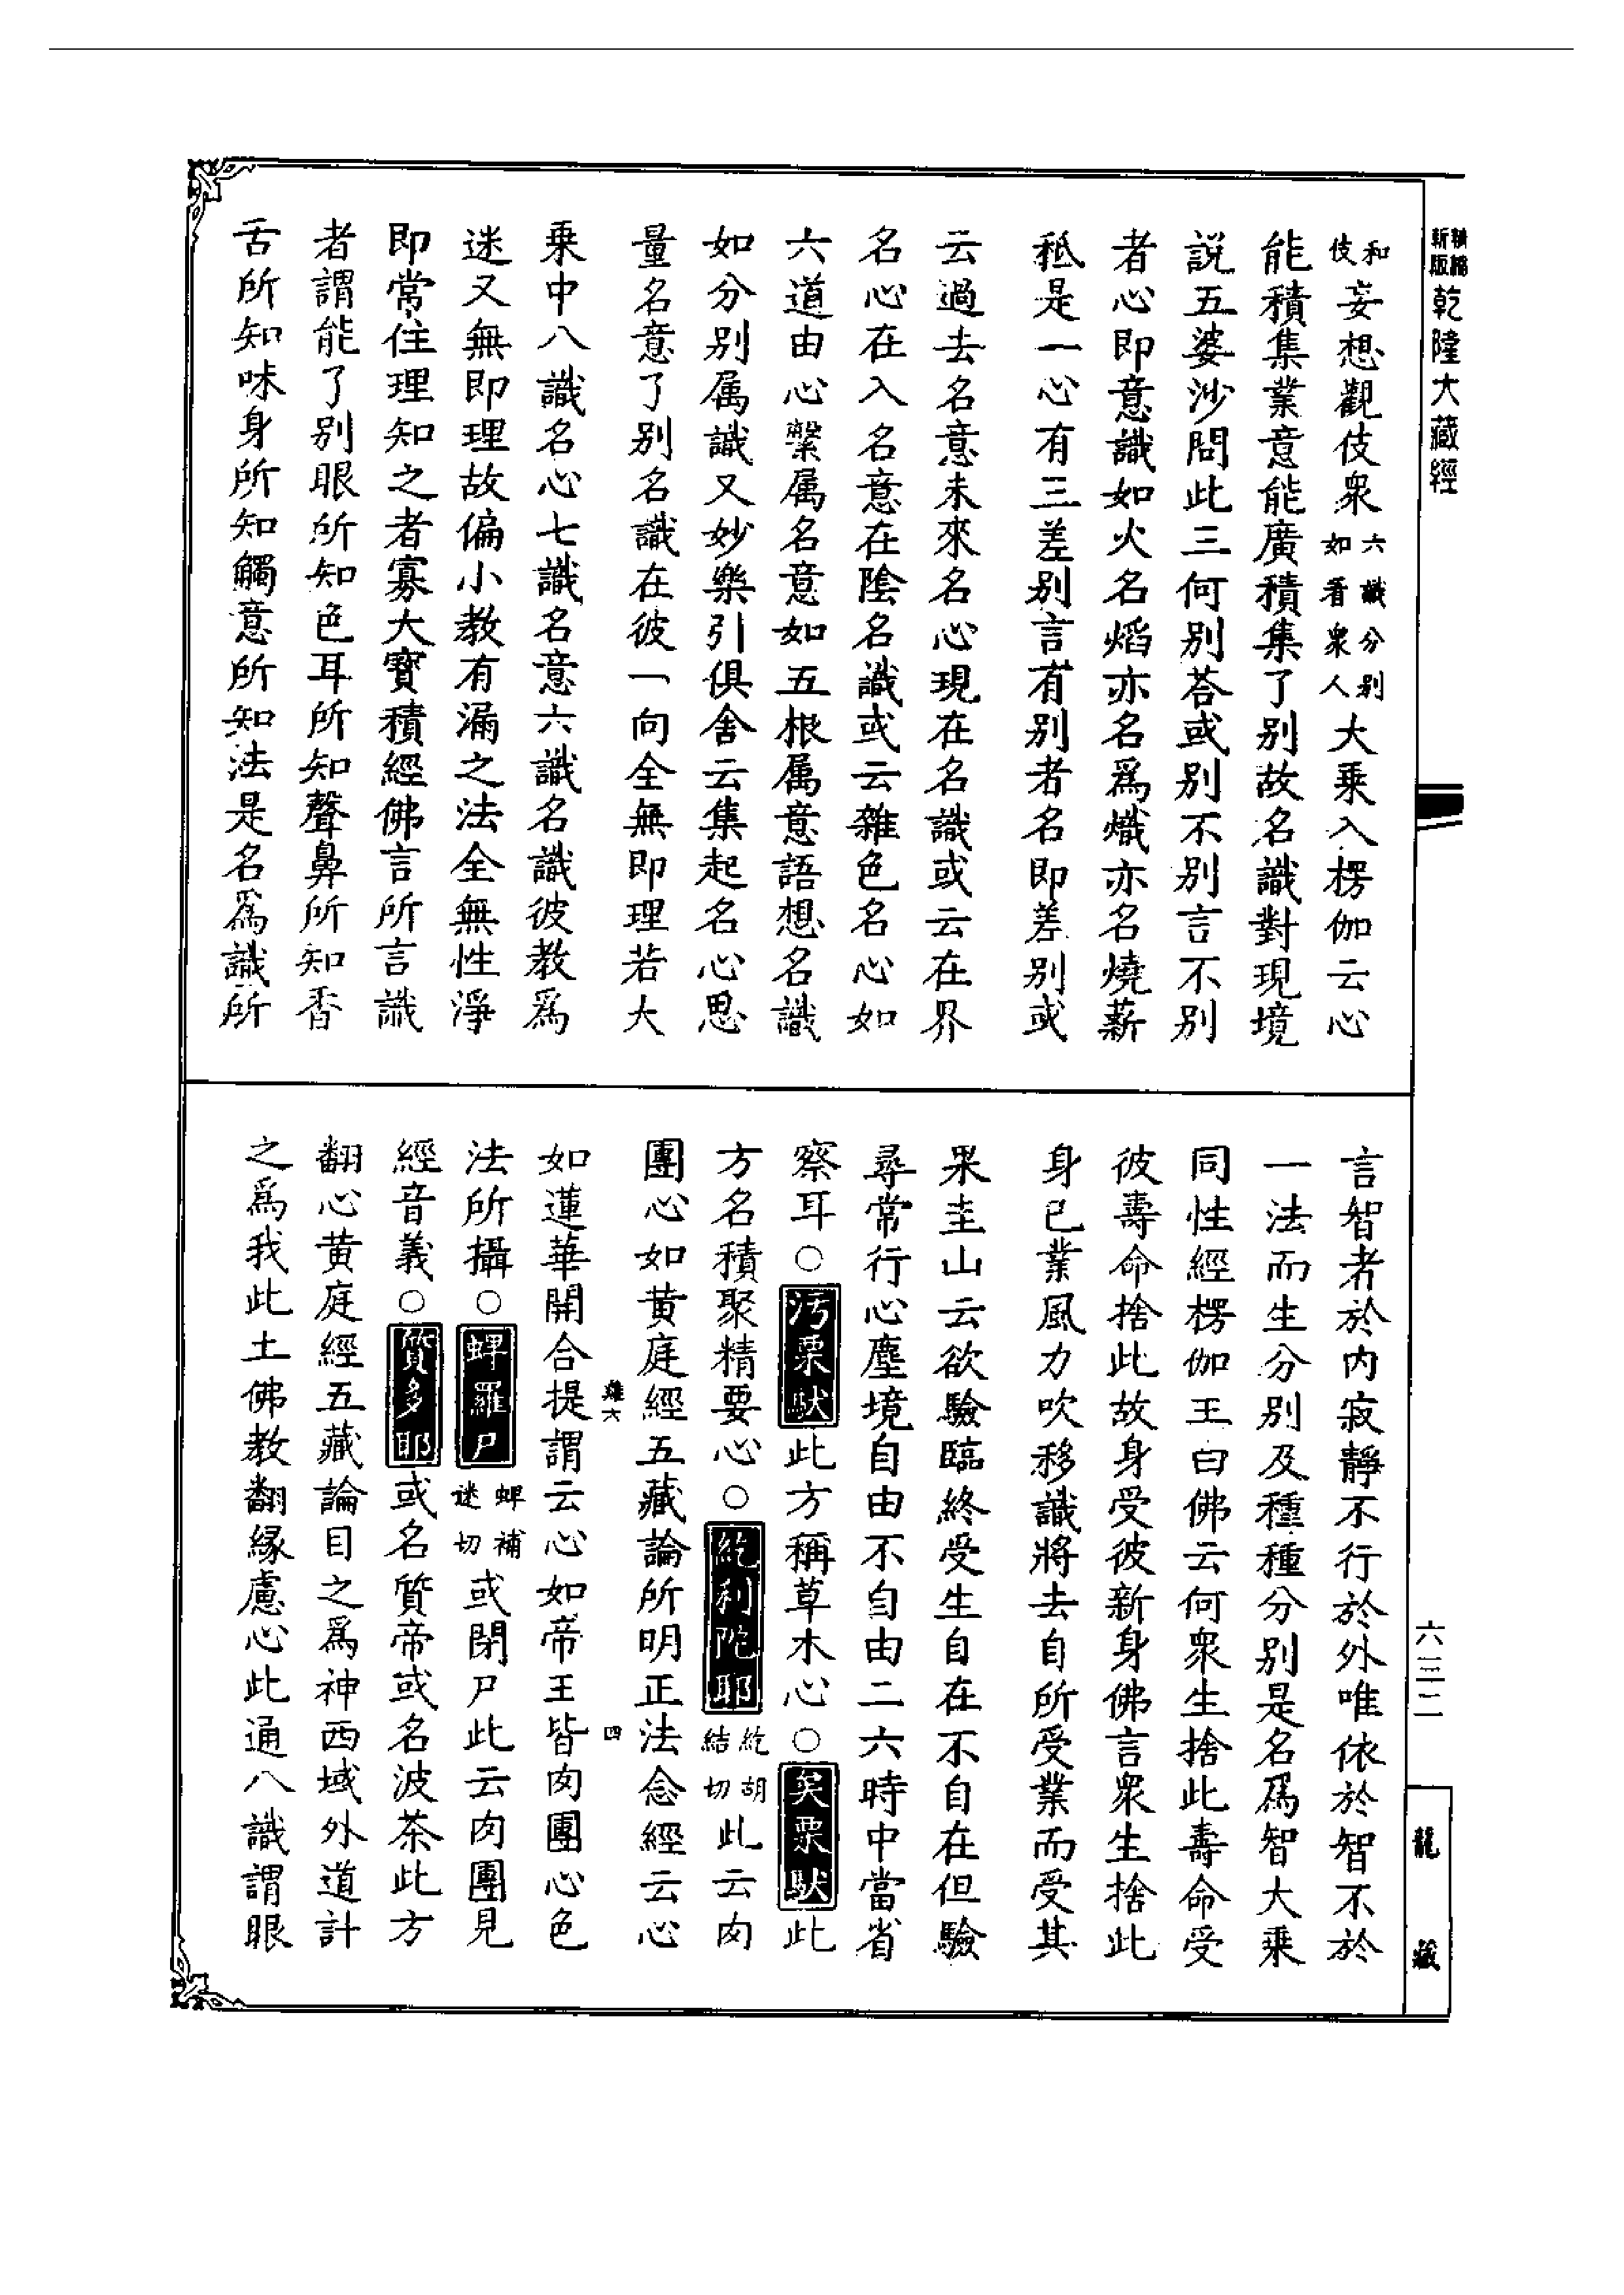 新版精縮乾隆大藏經
和伎妄想觀伎衆六識分別如看衆人大乘入楞伽云心
能積集業意能廣積集了別故名識對現境
説五婆沙問此三何別荅或別不別言不別
者心即意識如火名熖亦名爲熾亦名燒薪
秖是一心有三差别言有别者名即差别或
云過去名意未來名心現在名識或云在界
名心在入名意在陰名識或云雜色名心如
六道由心繫属名意如五根属意語想名識
如分别属識又妙樂引俱舍云集起名心思
量名意了别名識在彼一向全無即理若大
乗中八識名心七識名意六識名識彼教爲
迷又無即理故偏小教有漏之法全無性淨
即常住理知之者寡大寳積經佛言所言識
者謂能了别眼所知色耳所知聲鼻所知香
舌所知味身所知觸意所知法是名爲識所
言智者於内寂靜不行於外唯依於智不於
一法而生分别及種種分别是名爲智大乗
同性經楞伽王白佛云何衆生捨此壽命受
彼壽命捨此故身受彼新身佛言衆生捨此
身已業風力吹移識將去自所受業而受其
果圭山云欲驗臨終受生自在不自在但驗
尋常行心塵境自由不自由二六時中當省
察耳○汚栗馱此方稱草木心○矣栗馱此
方名積聚精要心○紇利陀耶紇胡結切此云肉
團心如黄庭經五藏論所明正法念經云心
如蓮華開合提謂云心如帝王皆肉團心色
雞六
四
法所攝○蜱羅尸蜱補迷切或閉尸此云肉團見
經音義○質多耶或名質帝或名波茶此方
翻心黄庭經五藏論目之爲神西域外道計
之爲我此土佛教翻緣慮心此通八識謂眼
六三二
龍藏